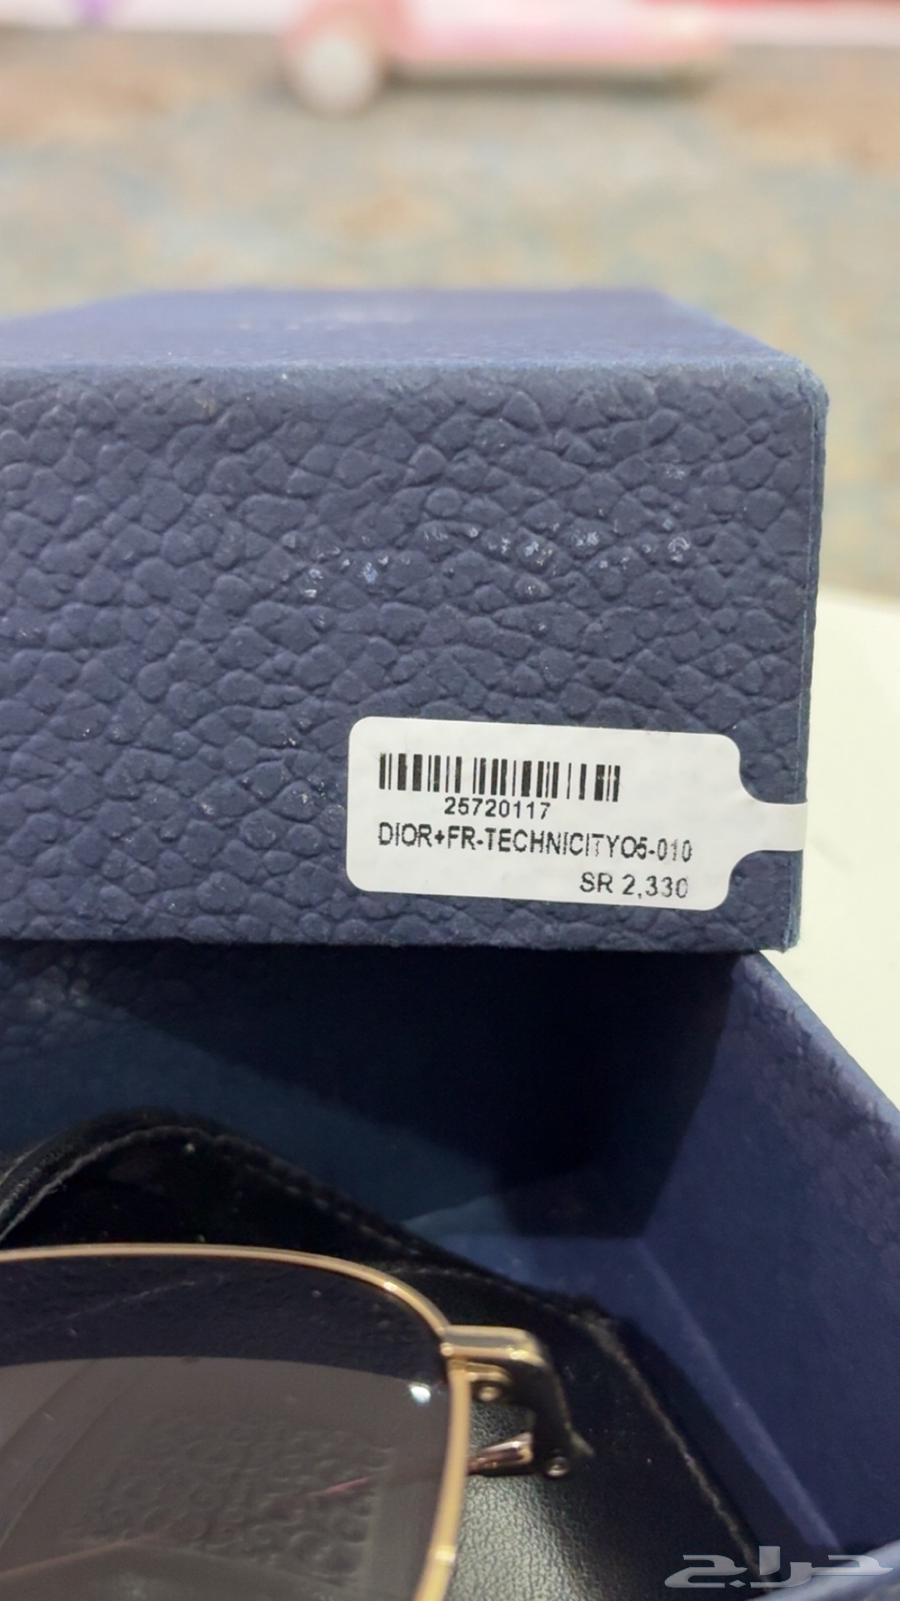 25720117
DIOR+FR-TECHNICITYO5-010
SR 2,330
حراج